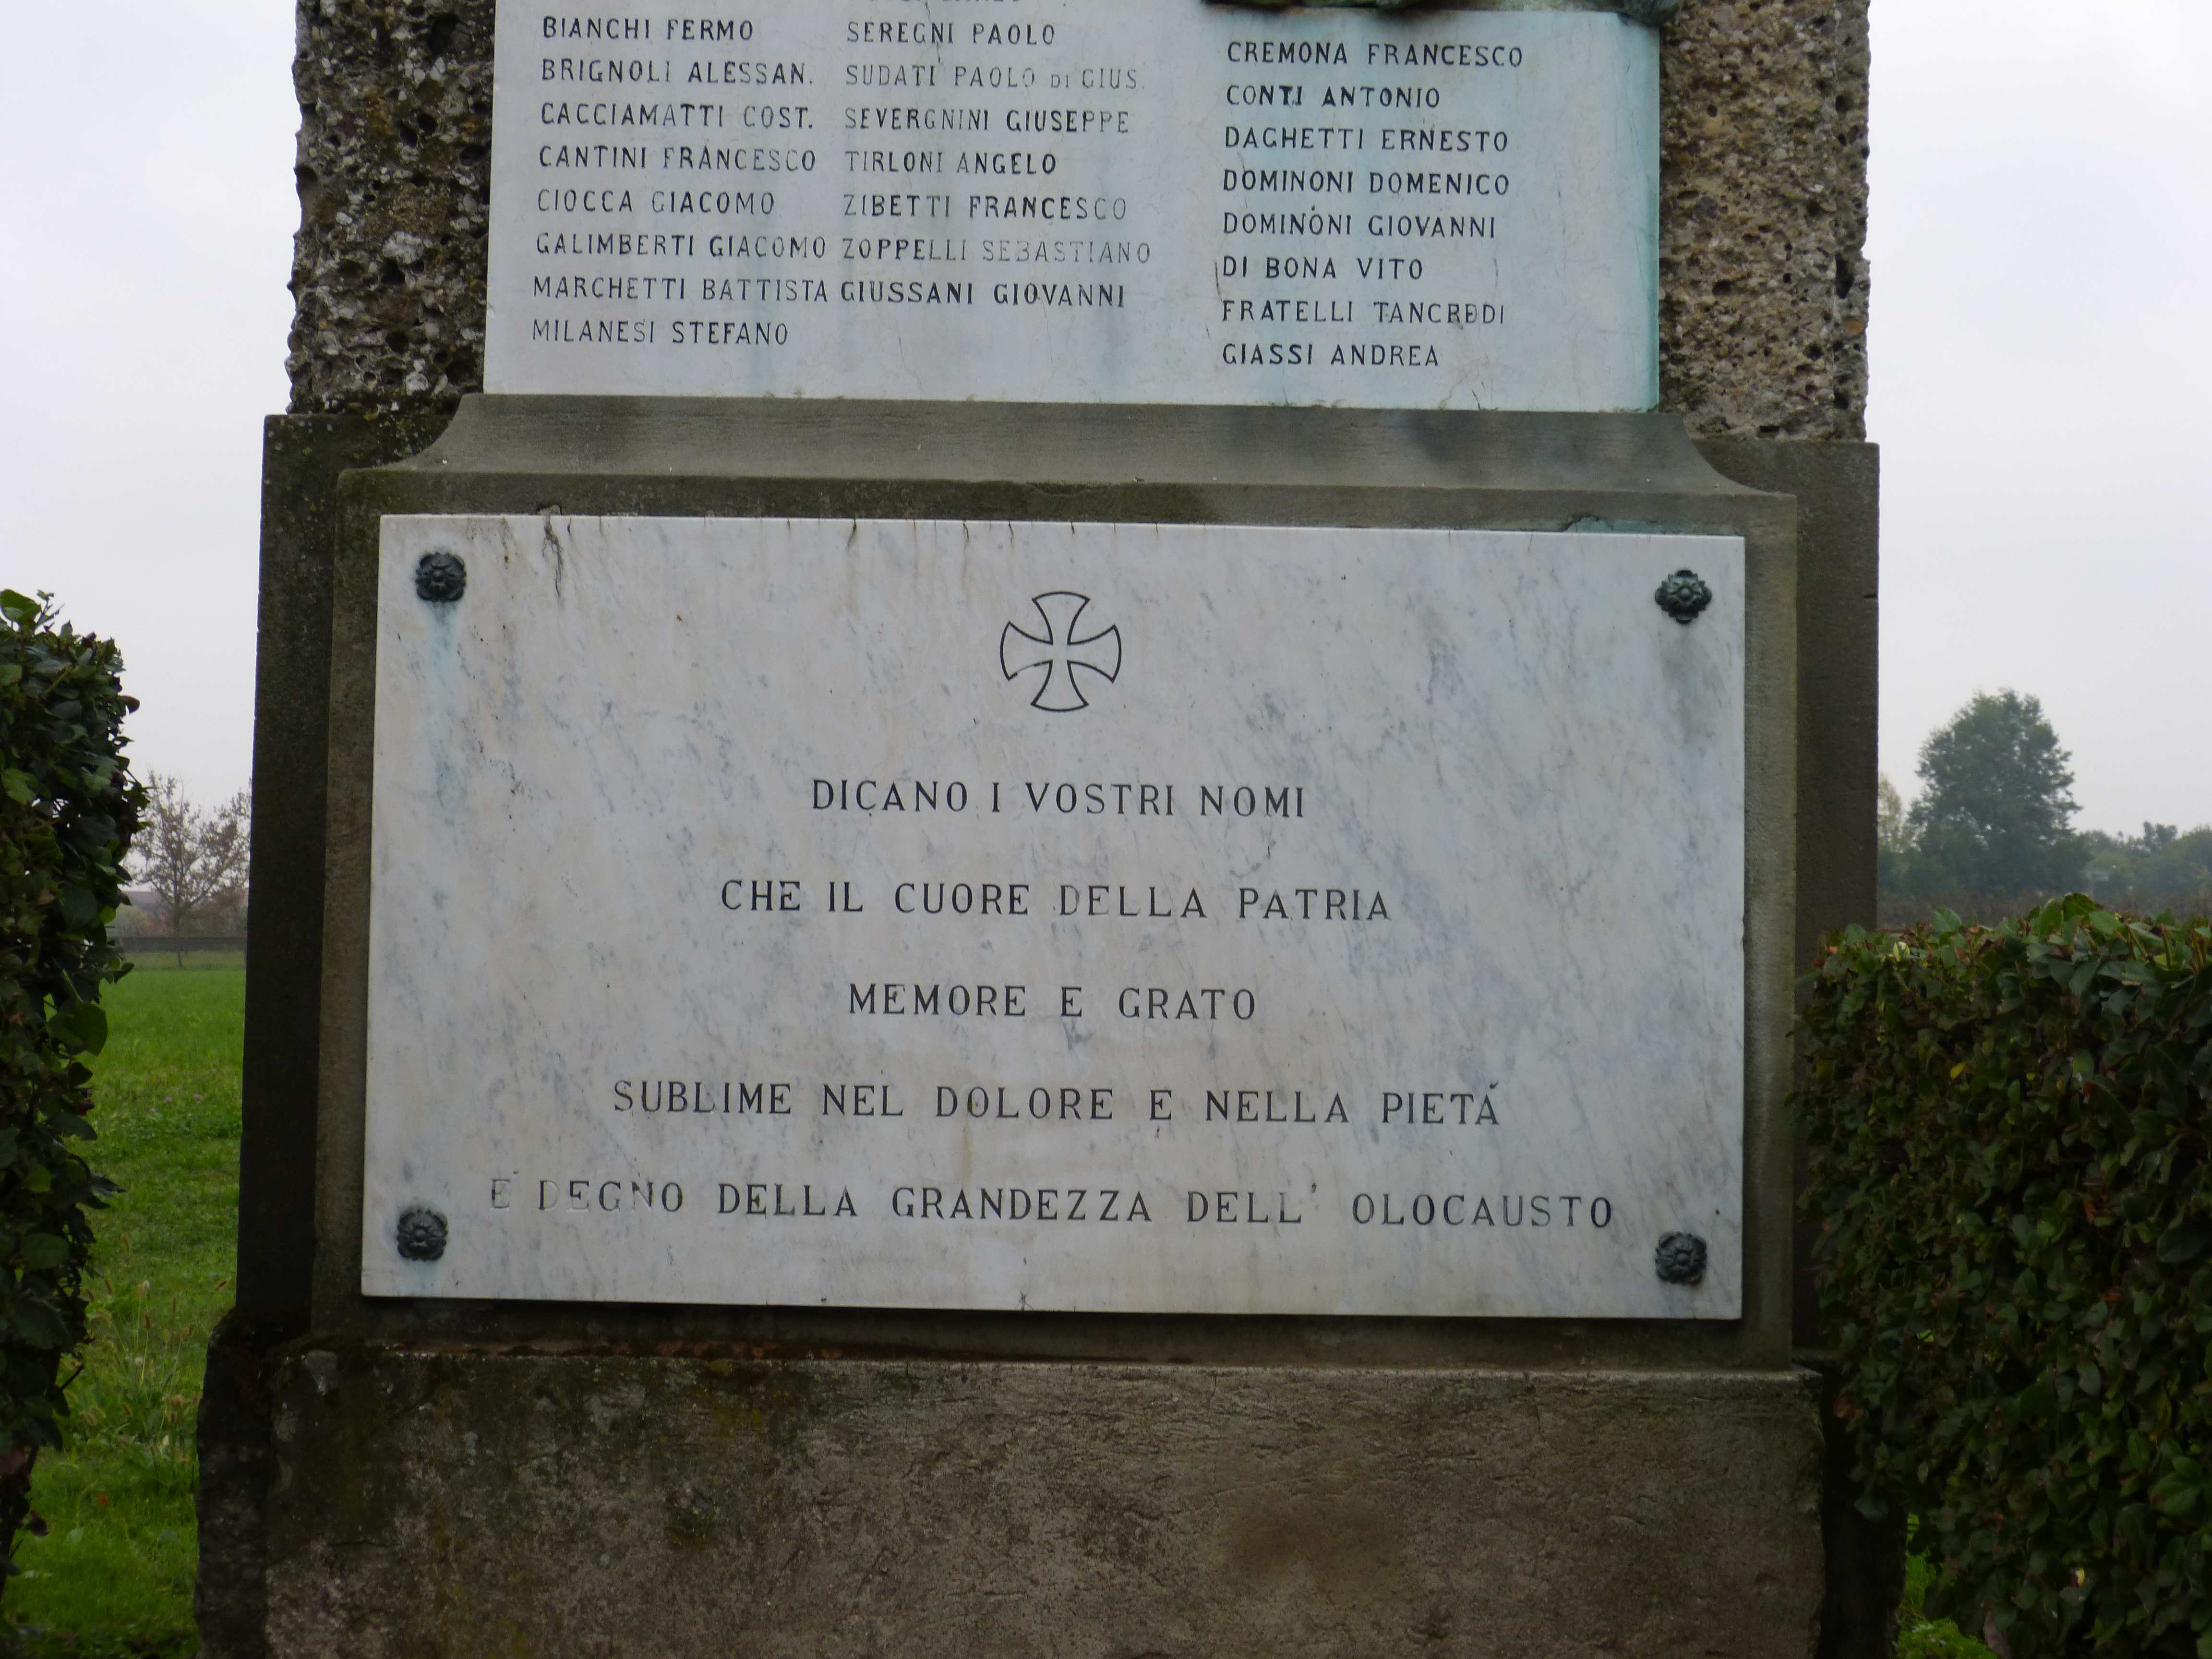 BIANCHI FERMO
BRIGNOLI ALESSAN.
CACCIAMATTI COST.
CANTINI FRANCESCO
CIOCCA GIACOMO
GALIMBERTI GIACOMO
MARCHETTI BATTISTA
MILANESI STEFANO
SEREGNI PAOLO
SUDATI PAOLO DI GIUS.
SEVERGNINI GIUSEPPE
TIRLONI ANGELO
ZIBETTI FRANCESCO
ZOPPELLI SEBASTIANO
GIUSSANI GIOVANNI
CREMONA FRANCESCO
CONTI ANTONIO
DAGHETTI ERNESTO
DOMINONI DOMENICO
DOMINONI GIOVANNI
DI BONA VITO
FRATELLI TANCREDI
GIASSI ANDREA
DICANO I VOSTRI NOMI
CHE IL CUORE DELLA PATRIA
MEMORE E GRATO
SUBLIME NEL DOLORE E NELLA PIETÁ
É DEGNO DELLA GRANDEZZA DELL' OLOCAUSTO